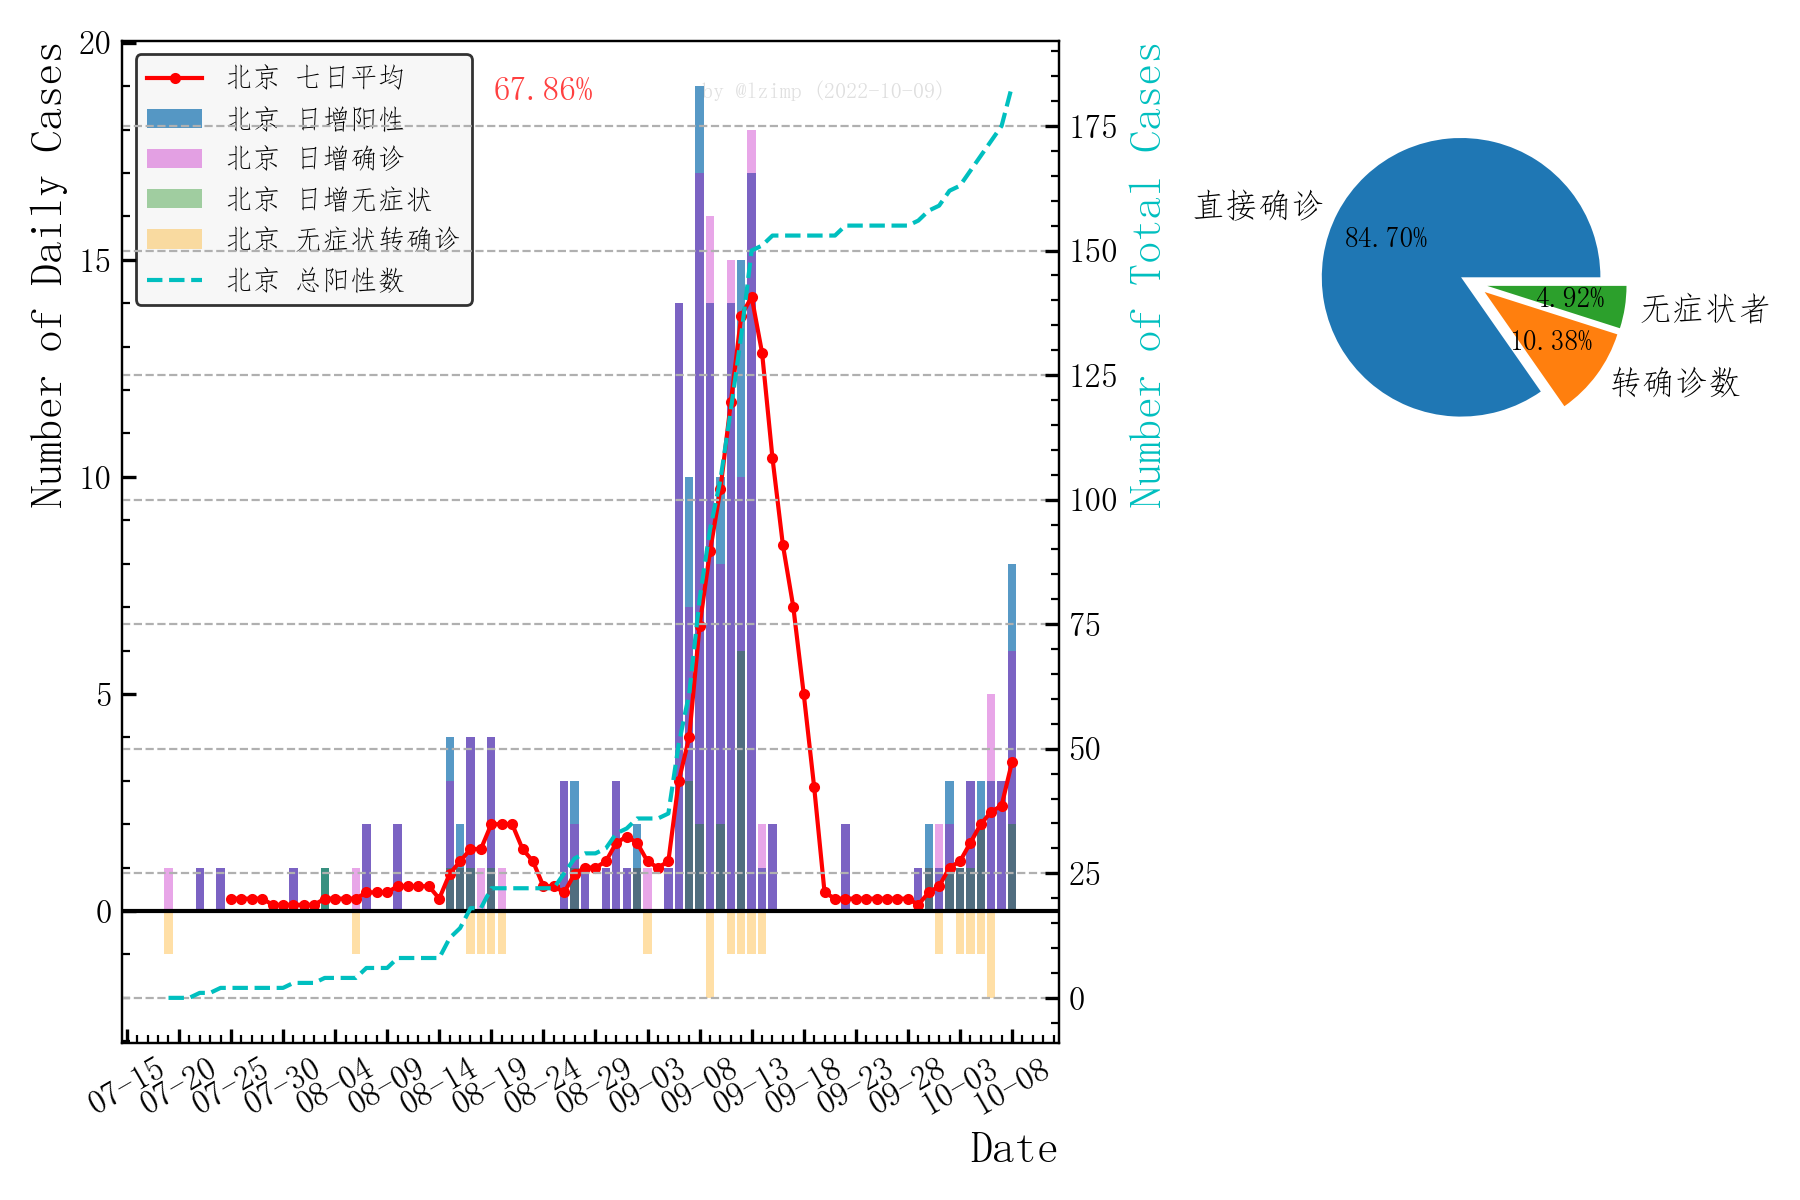 Number of Daily Cases
20
15
10
5
0
北京 七日平均
北京 日增阳性
北京 日增确诊
北京 日增无症状
北京 无症状转确诊
北京 总阳性数
67.86%
by @lzimp (2022-10-09)
175
150
125
100
75
50
25
0
Number of Total Cases
07-15
07-20
07-25
07-30
08-04
08-09
08-14
08-19
08-24
08-29
09-03
09-08
09-13
09-18
09-23
09-28
10-03
10-08
Date
直接确诊
84.70%
4.92%
无症状者
10.38%
转确诊数